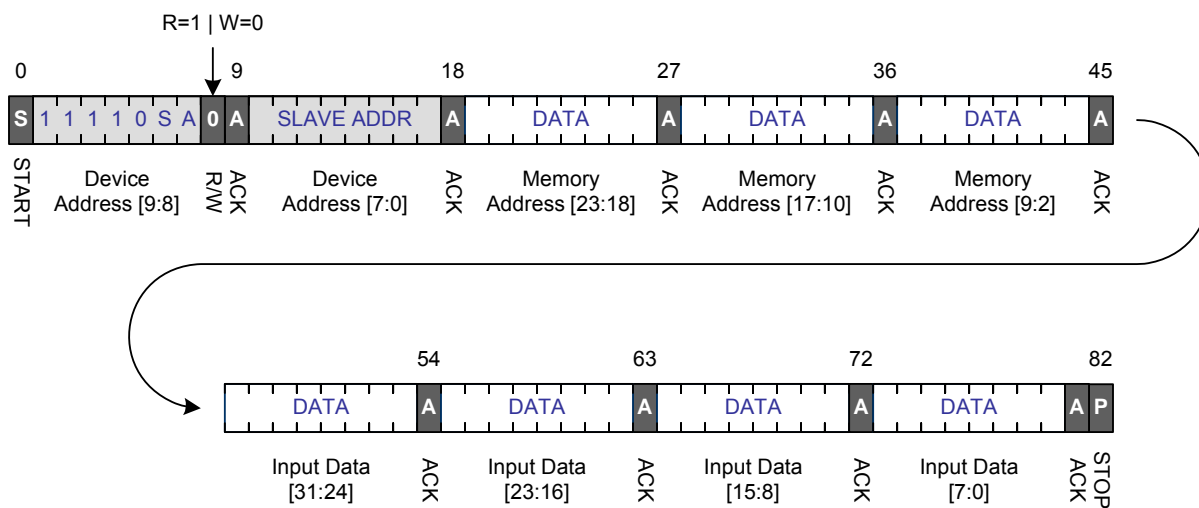 R=1 | W=0
0 9 18 27 36 45
S 1 1 1 1 0 S A 0 A SLAVE ADDR A DATA A DATA A DATA A
START Device R/W ACK Device ACK Memory ACK Memory ACK Memory ACK
Address [9:8] Address [7:0] Address [23:18] Address [17:10] Address [9:2]
54 63 72 82
DATA A DATA A DATA A DATA A P
Input Data ACK Input Data ACK Input Data ACK Input Data ACK STOP
[31:24] [23:16] [15:8] [7:0]